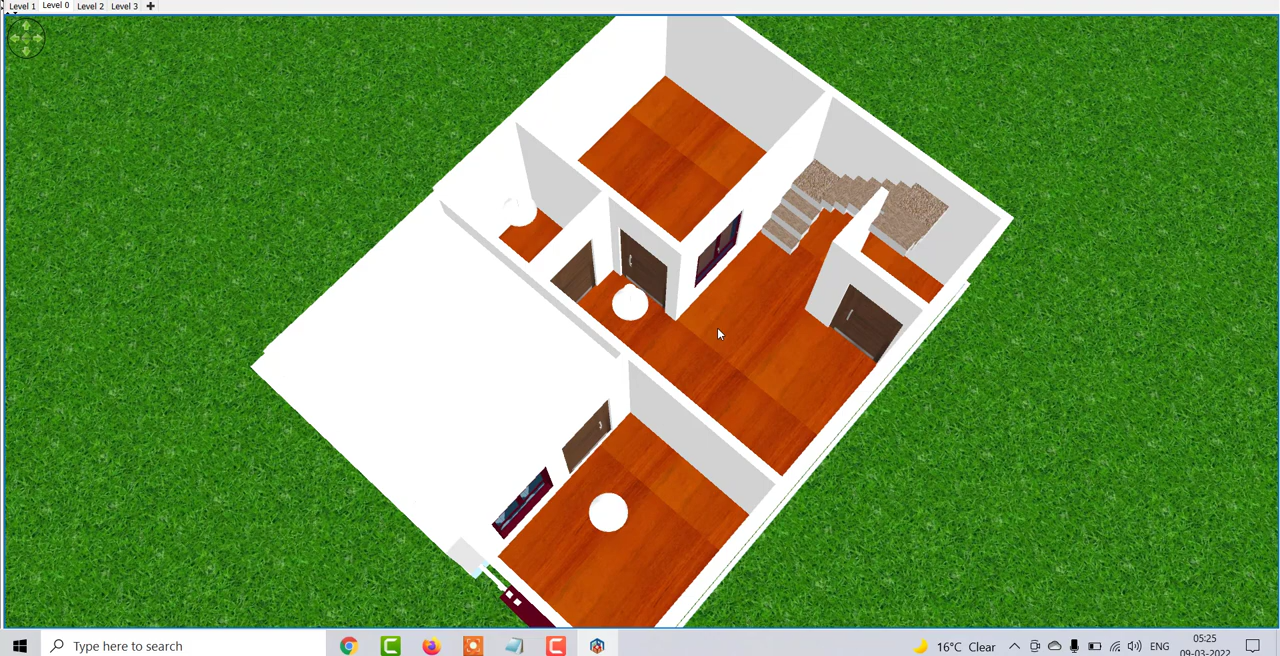 Level 1 Level 0 Level 2 Level 3
Type here to search
16°C Clear
ENG
05:25
09-03-2022